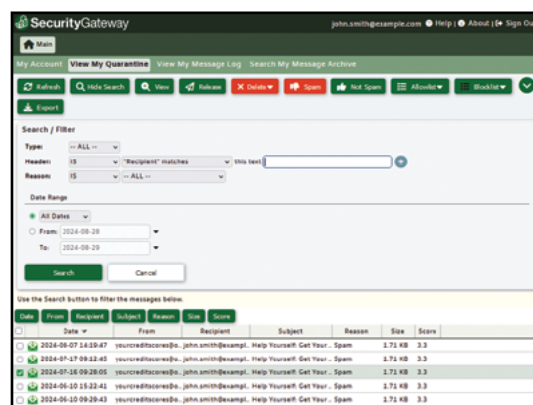 SecurityGateway
john.smith@example.com Help | About | Sign Ou
Main
My Account View My Quarantine View My Message Log Search My Message Archive
Refresh Hide Search View Release Delete Spam Not Spam Allowlist Blocklist
Export
Search / Filter
Type: -- ALL --
Header: IS "Recipient" matches this text
Reason: IS -- ALL --
Date Range
All Dates
From: 2024-08-28
To: 2024-08-29
Search Cancel
Use the Search button to filter the messages below.
Date From Recipient Subject Reason Size Score
Date From Recipient Subject Reason Size Score
2024-06-07 14:19:47 yourcreditscores@o.. john.smith@exampl.. Help Yourself: Get Your .. Spam 1.71 KB 3.3
2024-07-17 09:12:45 yourcreditscores@o.. john.smith@exampl.. Help Yourself: Get Your .. Spam 1.71 KB 3.3
2024-07-16 09:28:05 yourcreditscores@o.. john.smith@exampl.. Help Yourself: Get Your .. Spam 1.71 KB 3.3
2024-06-10 15:22:41 yourcreditscores@o.. john.smith@exampl.. Help Yourself: Get Your .. Spam 1.71 KB 3.3
2024-06-10 09:29:43 yourcreditscores@o.. john.smith@exampl.. Help Yourself: Get Your .. Spam 1.71 KB 3.3